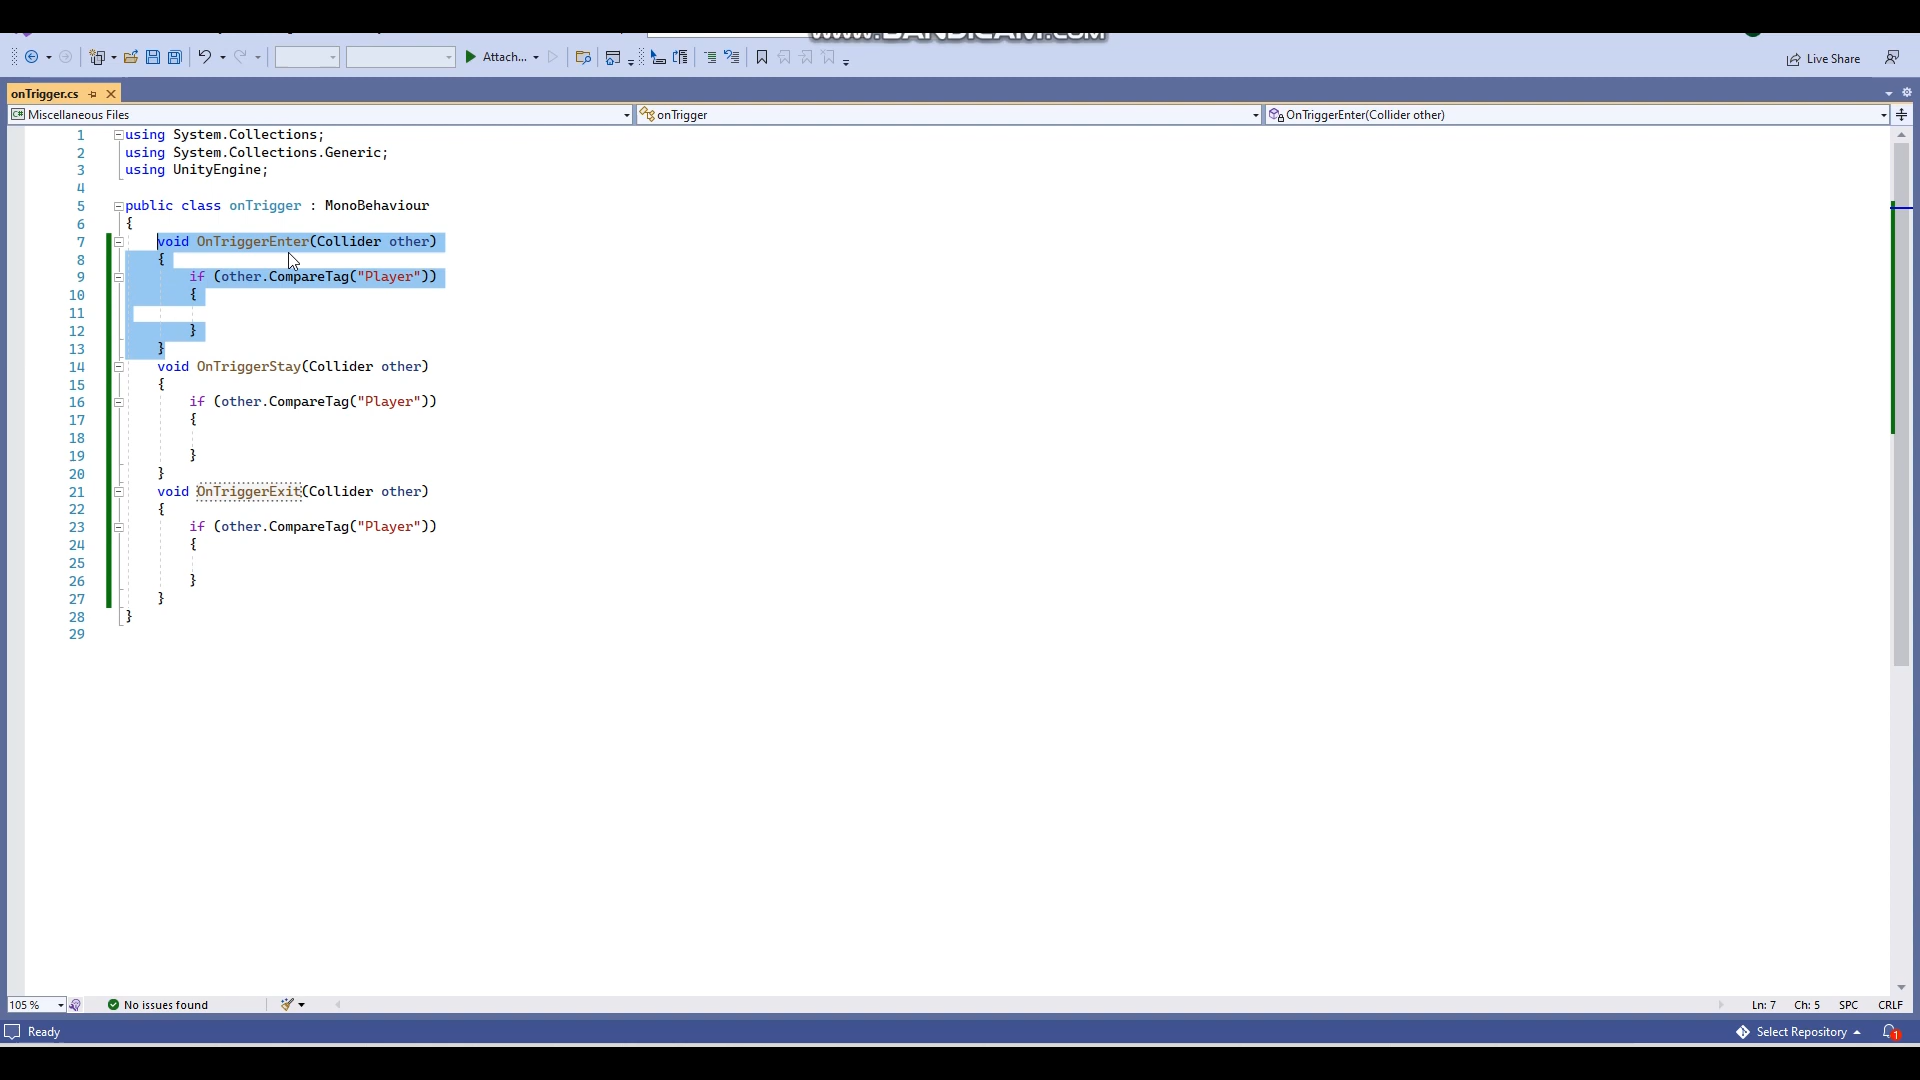 www.BANDICAM.com
Attach...
Live Share
onTrigger.cs
Miscellaneous Files
onTrigger
OnTriggerEnter(Collider other)
1 using System.Collections;
2 using System.Collections.Generic;
3 using UnityEngine;
4
5 public class onTrigger : MonoBehaviour
6 {
7 void OnTriggerEnter(Collider other)
8 {
9 if (other.CompareTag("Player"))
10 {
11
12 }
13 }
14 void OnTriggerStay(Collider other)
15 {
16 if (other.CompareTag("Player"))
17 {
18
19 }
20 }
21 void OnTriggerExit(Collider other)
22 {
23 if (other.CompareTag("Player"))
24 {
25
26 }
27 }
28 }
29
105 % No issues found Ln: 7 Ch: 5 SPC CRLF
Ready Select Repository 1